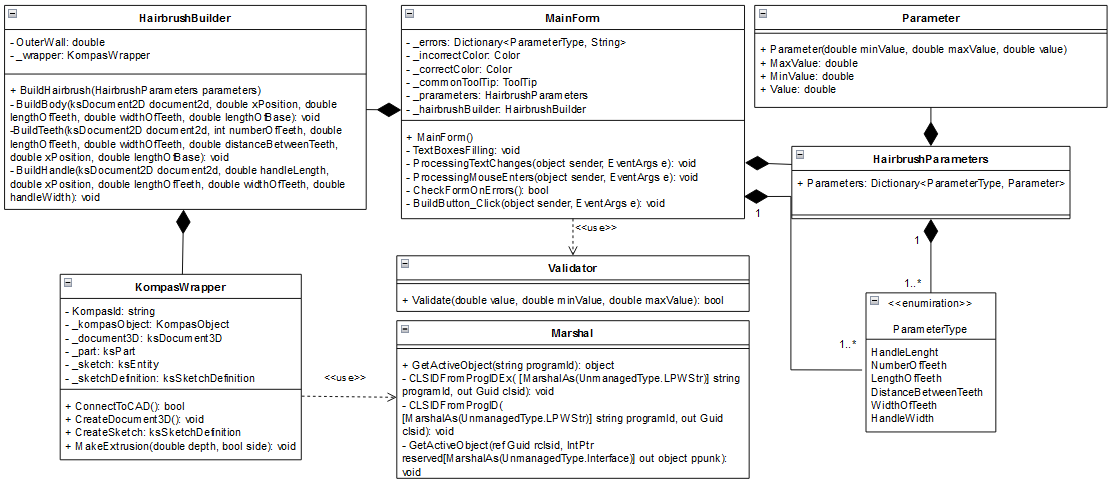 HairbrushBuilder
- OuterWall: double
- _wrapper: KompasWrapper
+ BuildHairbrush(HairbrushParameters parameters)
- BuildBody(ksDocument2D document2d, double xPosition, double
lengthOfTeeth, double widthOfTeeth, double lengthOfBase): void
-BuildTeeth(ksDocument2D document2d, int numberOfTeeth, double
lengthOfTeeth, double widthOfTeeth, double distanceBetweenTeeth,
double xPosition, double lengthOfBase): void
- BuildHandle(ksDocument2D document2d, double handleLength,
double xPosition, double lengthOfTeeth, double widthOfTeeth, double
handleWidth): void
MainForm
- _errors: Dictionary<ParameterType, String>
- _incorrectColor: Color
- _correctColor: Color
- _commonToolTip: ToolTip
- _prarameters: HairbrushParameters
- _hairbrushBuilder: HairbrushBuilder
+ MainForm()
- TextBoxesFilling: void
- ProcessingTextChanges(object sender, EventArgs e): void
- ProcessingMouseEnters(object sender, EventArgs e): void
- CheckFormOnErrors(): bool
- BuildButton_Click(object sender, EventArgs e): void
Parameter
+ Parameter(double minValue, double maxValue, double value)
+ MaxValue: double
+ MinValue: double
+ Value: double
HairbrushParameters
+ Parameters: Dictionary<ParameterType, Parameter>
1
1
1..*
1..*
<<use>>
Validator
+ Validate(double value, double minValue, double maxValue): bool
KompasWrapper
- KompasId: string
- _kompasObject: KompasObject
- _document3D: ksDocument3D
- _part: ksPart
- _sketch: ksEntity
- _sketchDefinition: ksSketchDefinition
+ ConnectToCAD(): bool
+ CreateDocument3D(): void
+ CreateSketch: ksSketchDefinition
+ MakeExtrusion(double depth, bool side): void
<<use>>
Marshal
+ GetActiveObject(string programId): object
- CLSIDFromProgIDEx( [MarshalAs(UnmanagedType.LPWStr)] string
programId, out Guid clsid): void
- CLSIDFromProgID(
[MarshalAs(UnmanagedType.LPWStr)] string programId, out Guid
clsid): void
- GetActiveObject(ref Guid rclsid, IntPtr
reserved[MarshalAs(UnmanagedType.Interface)] out object ppunk):
void
<<enumiration>>
ParameterType
HandleLenght
NumberOfTeeth
LengthOfTeeth
DistanceBetweenTeeth
WidthOfTeeth
HandleWidth